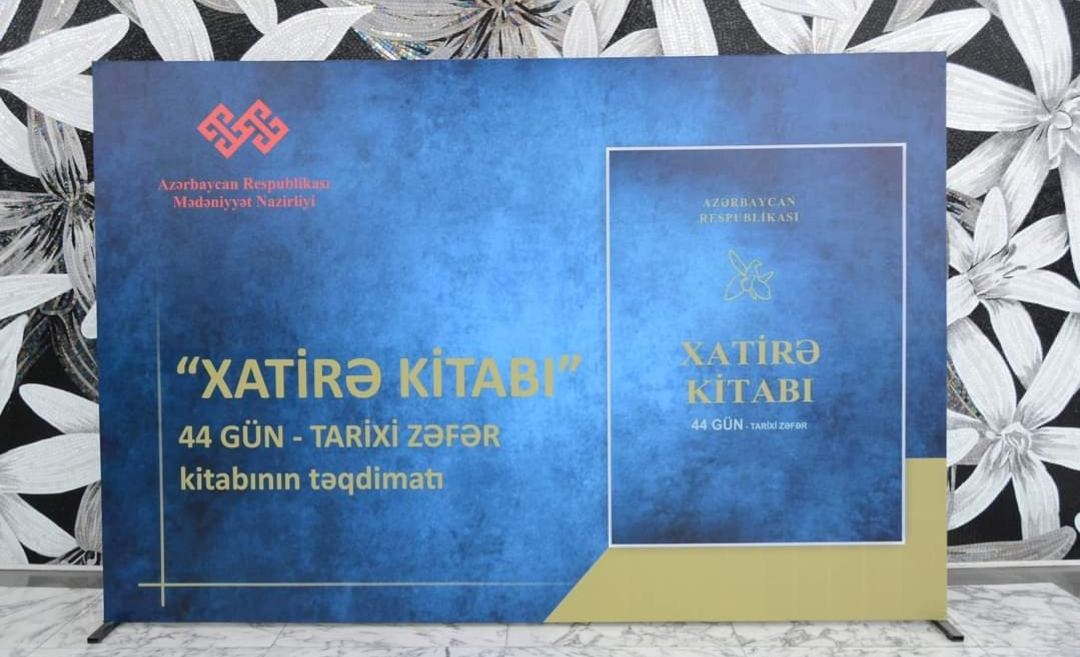 Azərbaycan Respublikası
Mədəniyyət Nazirliyi
“XATİRƏ KİTABI”
44 GÜN - TARİXİ ZƏFƏR
kitabının təqdimatı
AZƏRBAYCAN
RESPUBLİKASI
XATİRƏ
KİTABI
44 GÜN - TARİXİ ZƏFƏR